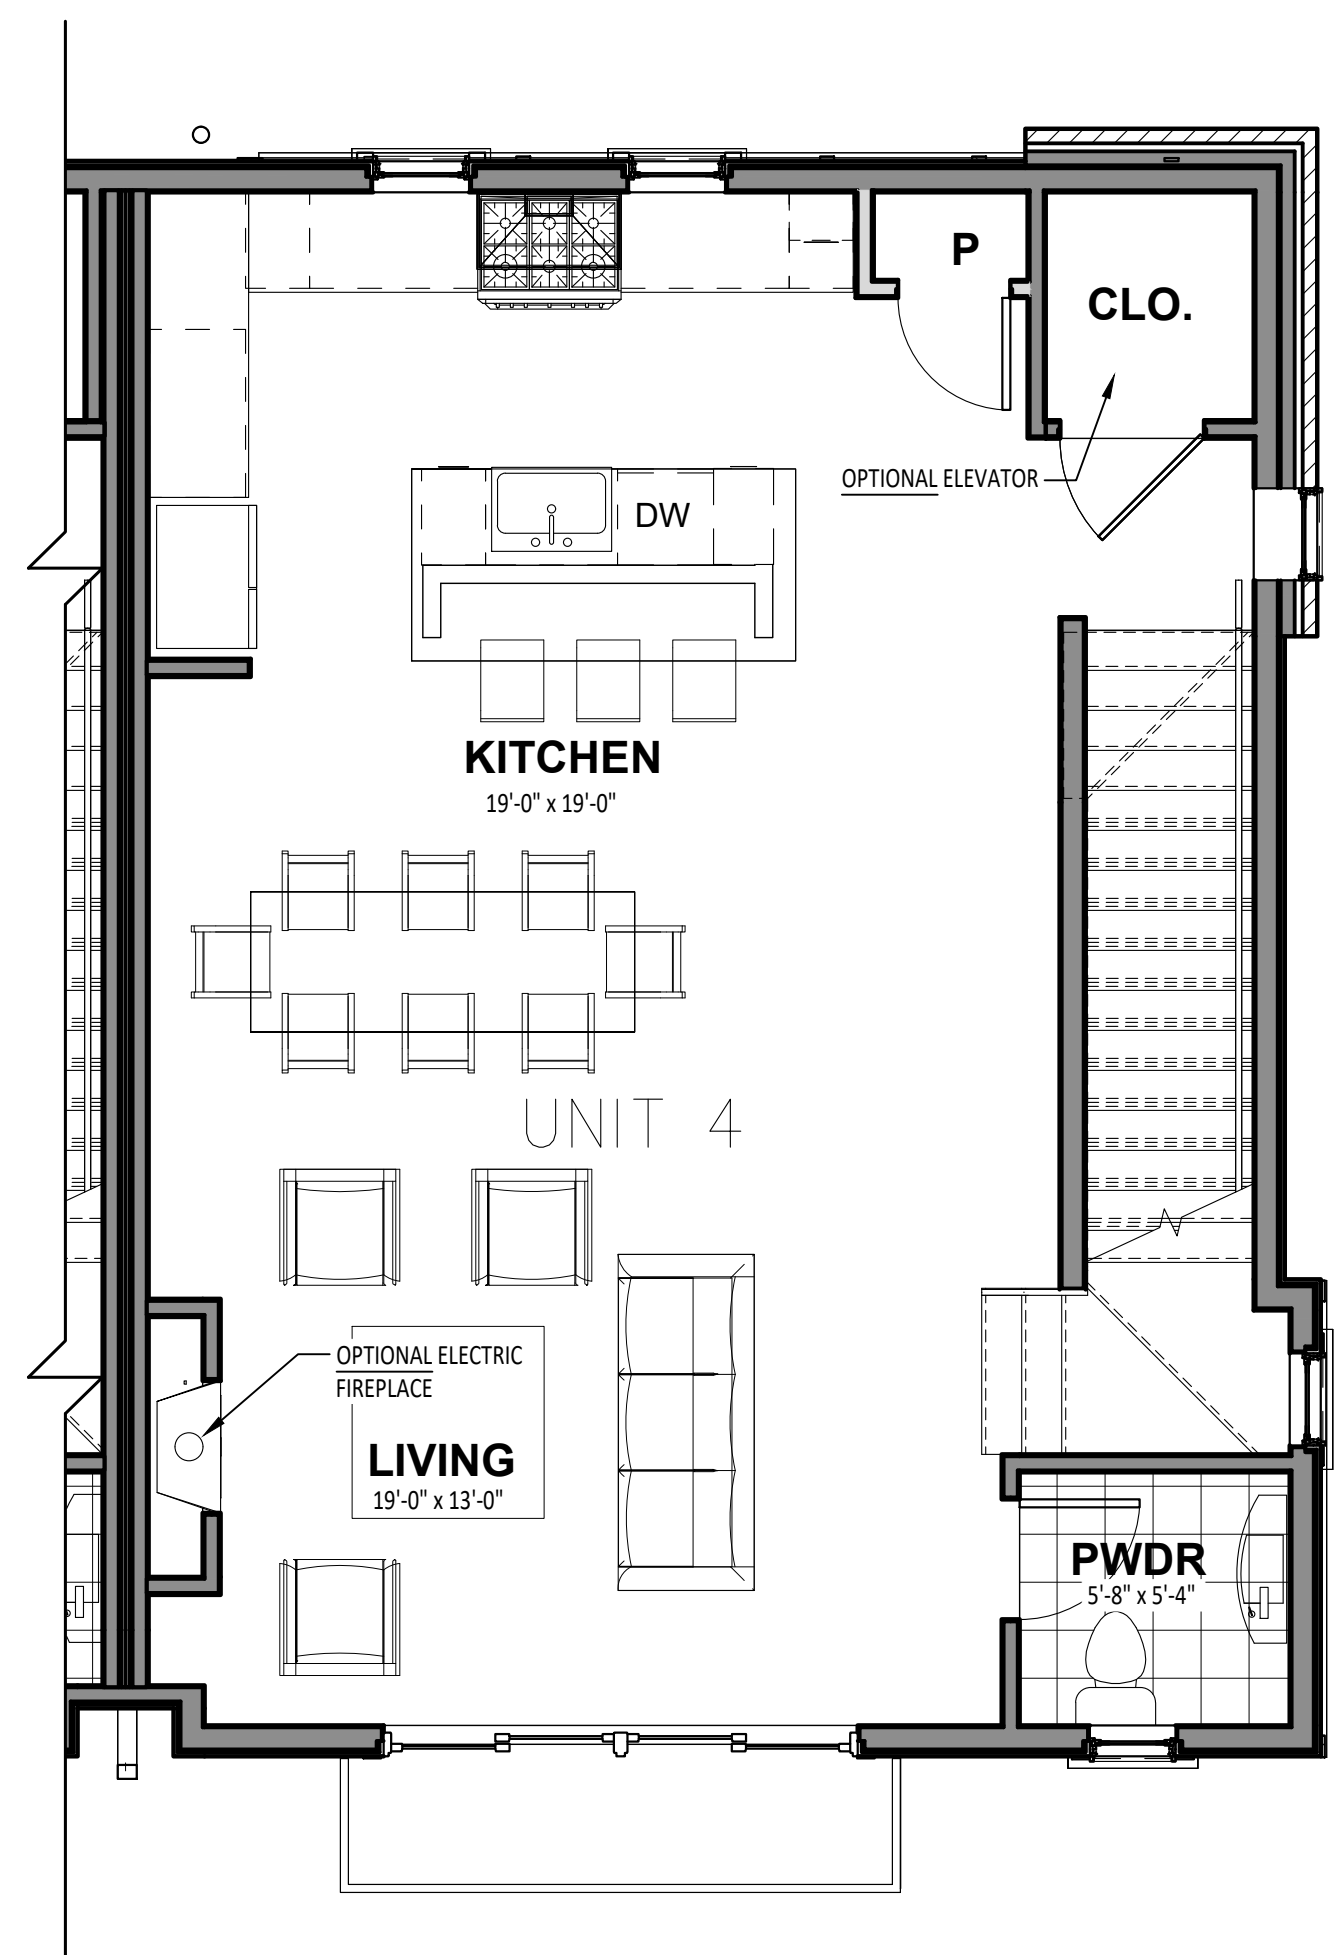 P
CLO.
OPTIONAL ELEVATOR
DW
KITCHEN
19'-0" x 19'-0"
UNIT 4
OPTIONAL ELECTRIC
FIREPLACE
LIVING
19'-0" x 13'-0"
PWDR
5'-8" x 5'-4"